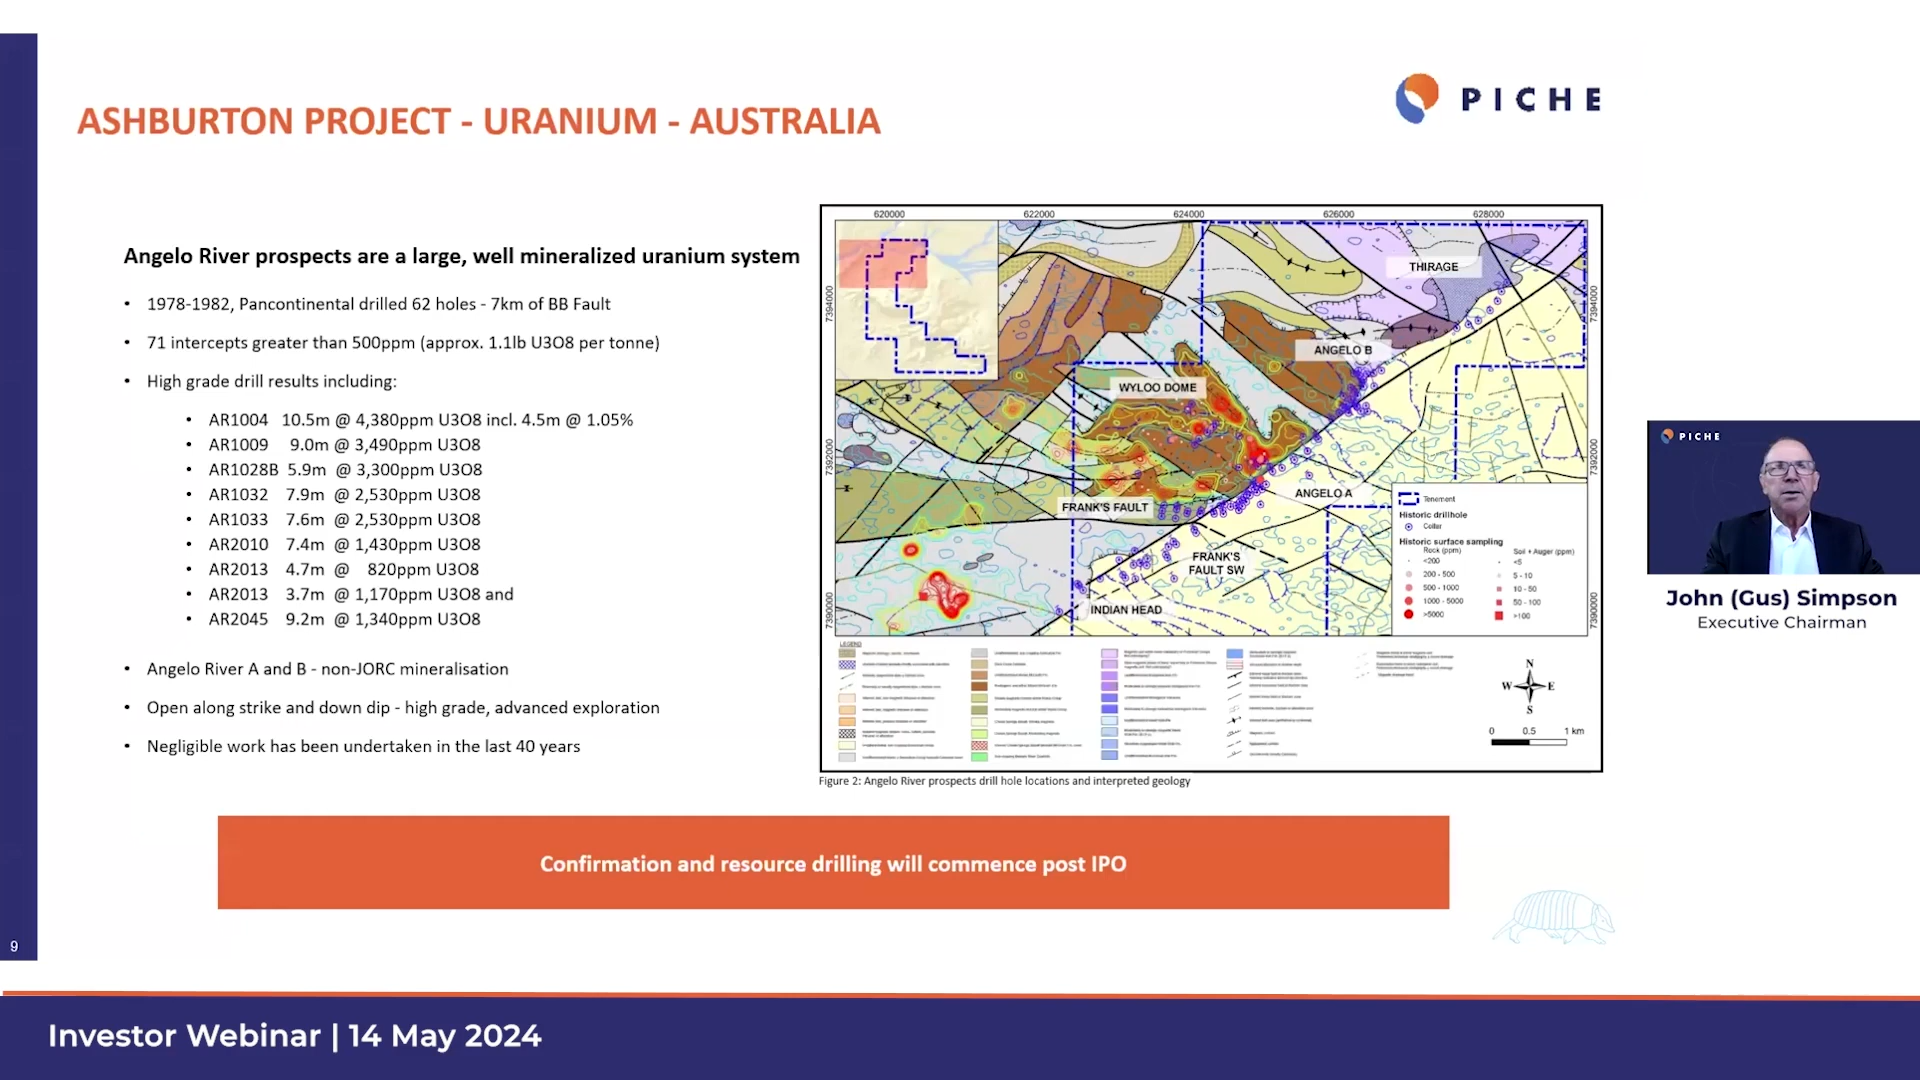 PICHE
ASHBURTON PROJECT - URANIUM - AUSTRALIA
Angelo River prospects are a large, well mineralized uranium system
• 1978-1982, Pancontinental drilled 62 holes - 7km of BB Fault
• 71 intercepts greater than 500ppm (approx. 1.1lb U3O8 per tonne)
• High grade drill results including:
• AR1004 10.5m @ 4,380ppm U3O8 incl. 4.5m @ 1.05%
• AR1009 9.0m @ 3,490ppm U3O8
• AR1028B 5.9m @ 3,300ppm U3O8
• AR1032 7.9m @ 2,530ppm U3O8
• AR1033 7.6m @ 2,530ppm U3O8
• AR2010 7.4m @ 1,430ppm U3O8
• AR2013 4.7m @ 820ppm U3O8
• AR2013 3.7m @ 1,170ppm U3O8 and
• AR2045 9.2m @ 1,340ppm U3O8
• Angelo River A and B - non-JORC mineralisation
• Open along strike and down dip - high grade, advanced exploration
• Negligible work has been undertaken in the last 40 years
620000 622000 624000 626000 628000
7394000
7392000
7390000
7394000
7392000
7390000
THIRAGE
ANGELO B
WYLOO DOME
ANGELO A
FRANK'S FAULT
FRANK'S
FAULT SW
INDIAN HEAD
Tenement
Historic drillhole
Collar
Historic surface sampling
Rock (ppm) Soil + Auger (ppm)
<200 <5
200 - 500 5 - 10
500 - 1000 10 - 50
1000 - 5000 50 - 100
>5000 >100
LEGEND
N
W E
S
0 0.5 1 km
Figure 2: Angelo River prospects drill hole locations and interpreted geology
Confirmation and resource drilling will commence post IPO
9
PICHE
John (Gus) Simpson
Executive Chairman
Investor Webinar | 14 May 2024